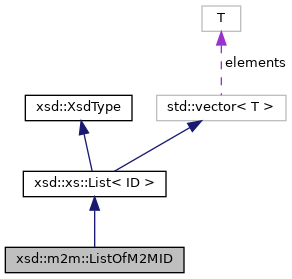 T
elements
xsd::XsdType
std::vector< T >
xsd::xs::List< ID >
xsd::m2m::ListOfM2MID